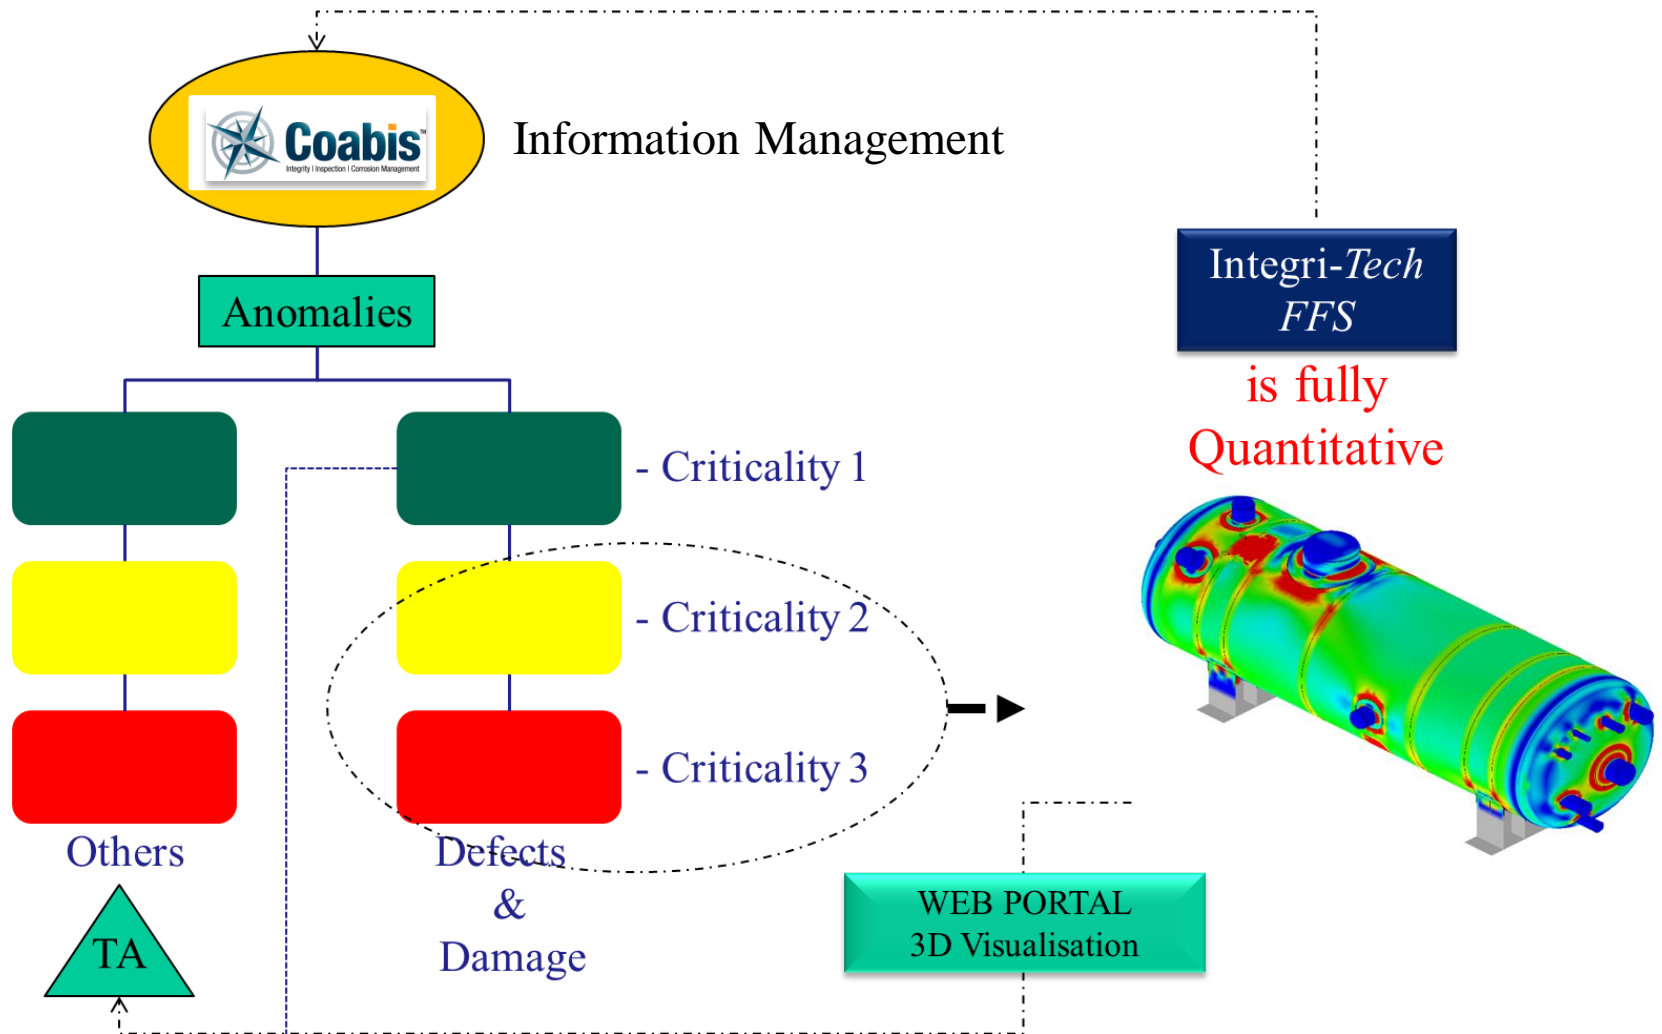 Coabis™
Integrity | Inspection | Corrosion Management
Information Management
Integri-Tech
FFS
is fully
Quantitative
Anomalies
- Criticality 1
- Criticality 2
- Criticality 3
Others
Defects
&
Damage
TA
WEB PORTAL
3D Visualisation